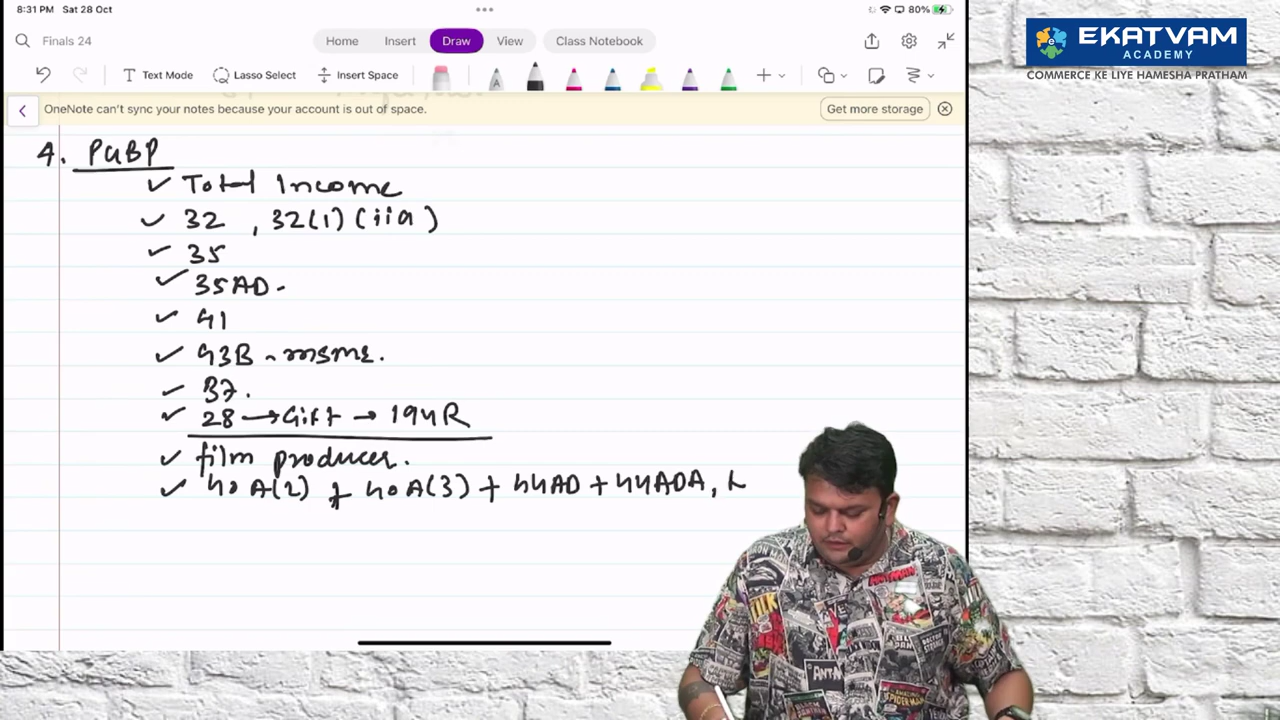 8:31 PM Sat 28 Oct
80%
Finals 24
Home Insert Draw View Class Notebook
Text Mode Lasso Select Insert Space
OneNote can't sync your notes because your account is out of space.
Get more storage
4. PGBP
✓ Total Income
✓ 32 , 32(1)(iia)
✓ 35
✓ 35AD.
✓ 41
✓ 43B - msme.
✓ 37.
✓ 28 → Gift → 194R
✓ film producer.
✓ 40A(2) + 40A(3) + 44AD + 44ADA,
EKATVAM
ACADEMY
COMMERCE KE LIYE HAMESHA PRATHAM